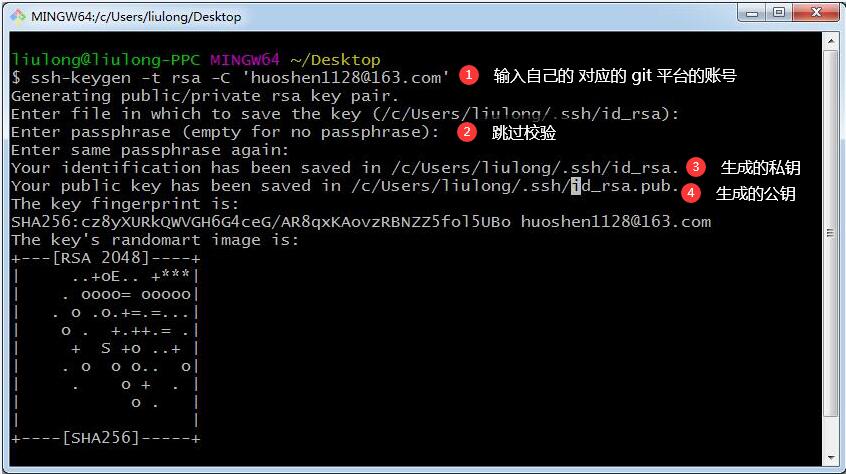 MINGW64:/c/Users/liulong/Desktop
liulong@liulong-PPC MINGW64 ~/Desktop
$ ssh-keygen -t rsa -C 'huoshen1128@163.com' 1 输入自己的 对应的 git 平台的账号
Generating public/private rsa key pair.
Enter file in which to save the key (/c/Users/liulong/.ssh/id_rsa):
Enter passphrase (empty for no passphrase): 2 跳过校验
Enter same passphrase again:
Your identification has been saved in /c/Users/liulong/.ssh/id_rsa. 3 生成的私钥
Your public key has been saved in /c/Users/liulong/.ssh/id_rsa.pub. 4 生成的公钥
The key fingerprint is:
SHA256:cz8yXURkQWVGH6G4ceG/AR8qxKAovzRBNZZ5fol5UBo huoshen1128@163.com
The key's randomart image is:
+---[RSA 2048]----+
|      ..+oE.. +***|
|     . oooo= ooooo|
|    . o .o.+=.=...|
|     o .  +.++.= .|
|      +  S +o ..+ |
|     . o  o o..  o|
|      .    o +  . |
|            o .   |
|                  |
+----[SHA256]-----+